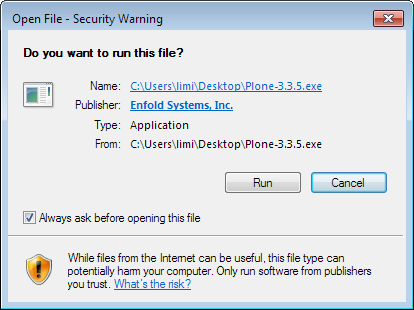 Open File - Security Warning
Do you want to run this file?
Name: C:\Users\limi\Desktop\Plone-3.3.5.exe
Publisher: Enfold Systems, Inc.
Type: Application
From: C:\Users\limi\Desktop\Plone-3.3.5.exe
Run Cancel
Always ask before opening this file
While files from the Internet can be useful, this file type can
potentially harm your computer. Only run software from publishers
you trust. What's the risk?